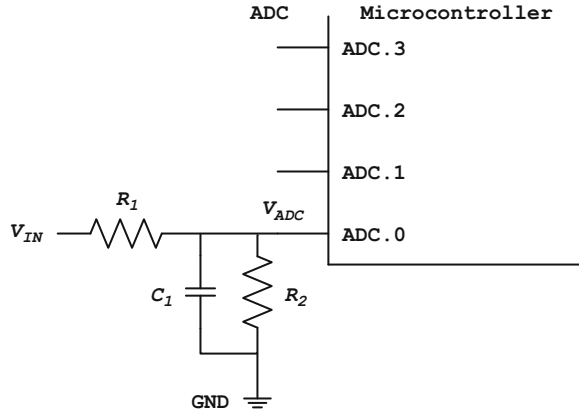 ADC Microcontroller
ADC.3
ADC.2
ADC.1
R1
VADC
VIN
ADC.0
C1
R2
GND